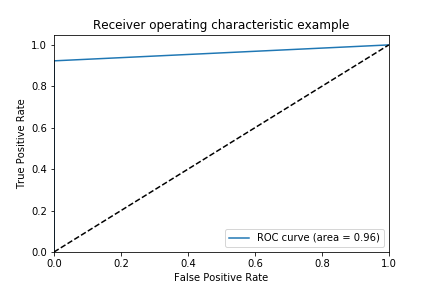 Receiver operating characteristic example
True Positive Rate
1.0
0.8
0.6
0.4
0.2
0.0
ROC curve (area = 0.96)
0.0 0.2 0.4 0.6 0.8 1.0
False Positive Rate